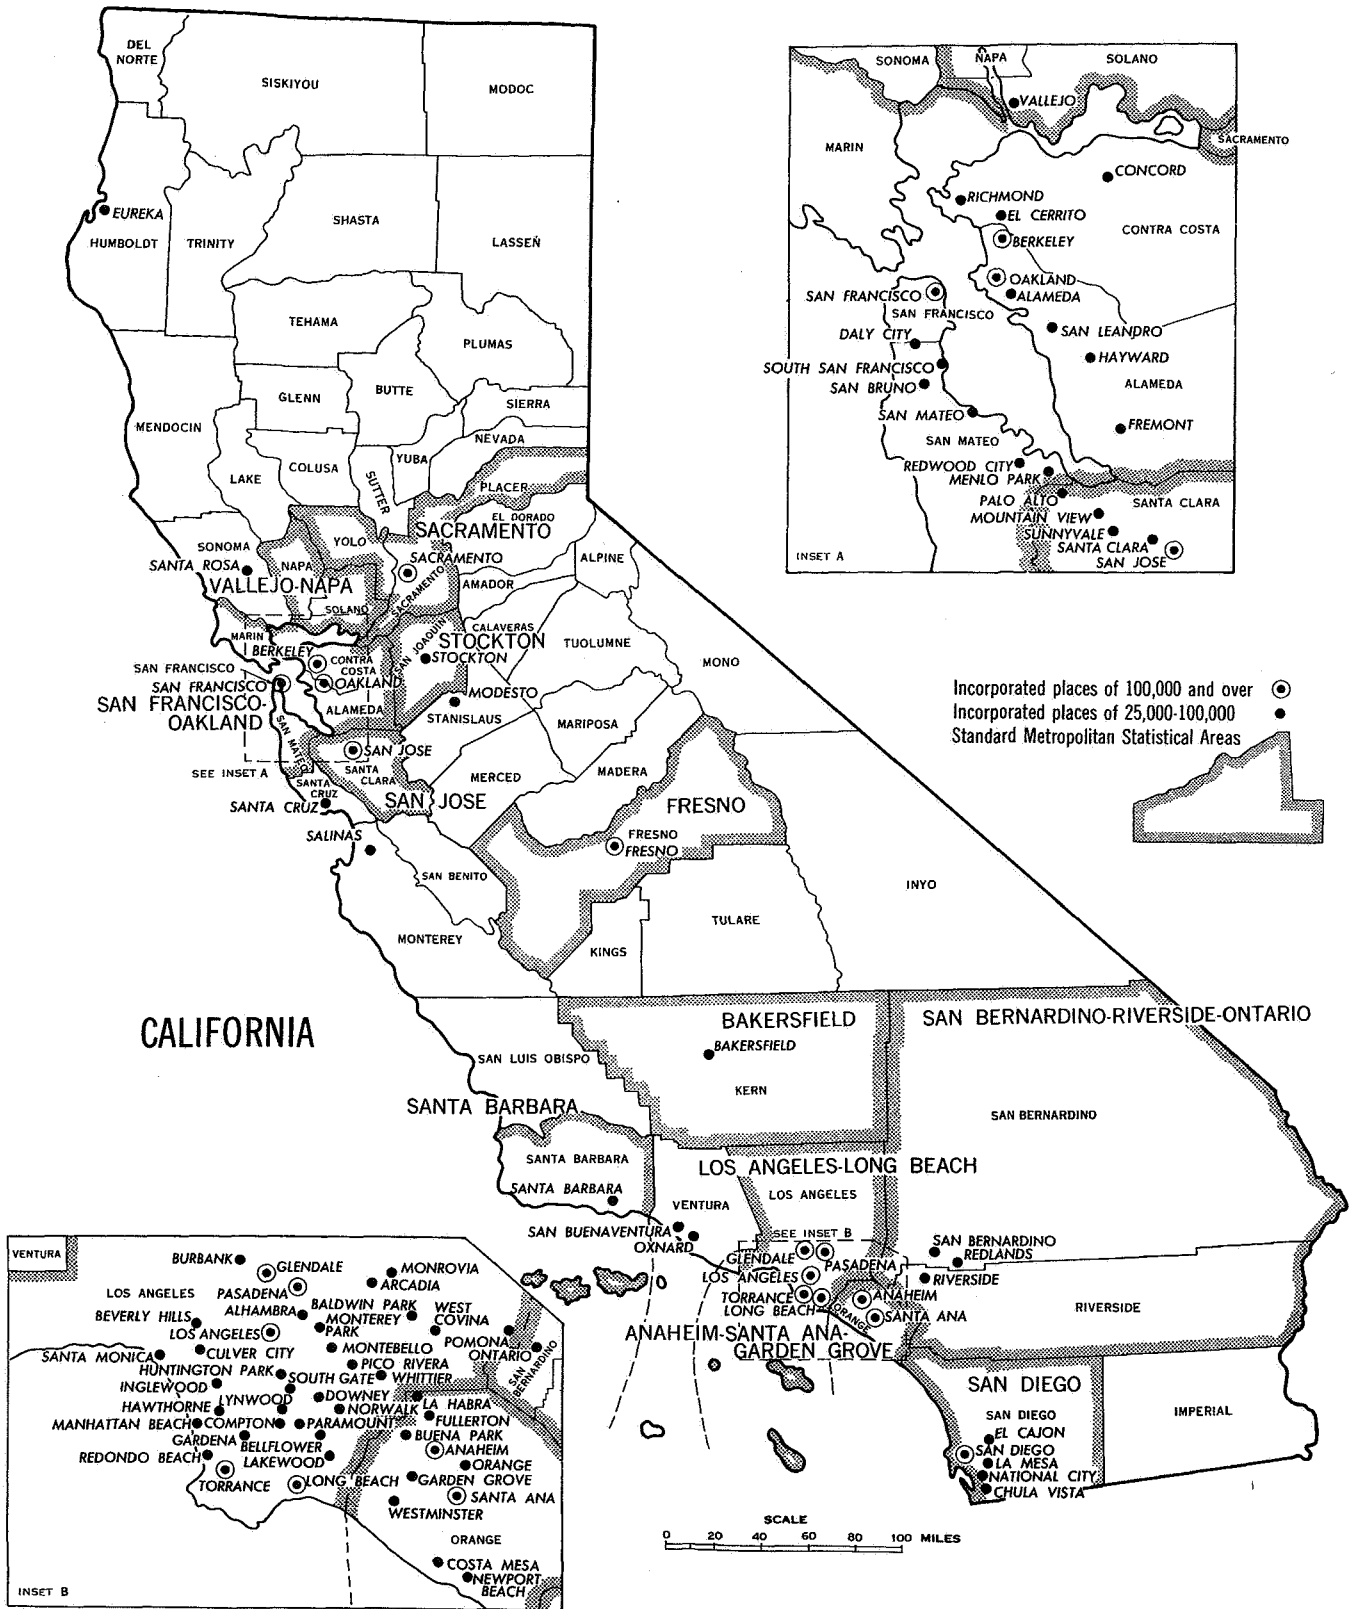 DEL
NORTE
SISKIYOU
MODOC
EUREKA
HUMBOLDT
TRINITY
SHASTA
LASSEN
TEHAMA
PLUMAS
GLENN
BUTTE
SIERRA
MENDOCIN
NEVADA
COLUSA
YUBA
LAKE
SUTTER
PLACER
EL DORADO
SACRAMENTO
YOLO
SONOMA
SANTA ROSA
NAPA
SACRAMENTO
ALPINE
VALLEJO-NAPA
AMADOR
SACRAMENTO
SOLANO
CALAVERAS
MARIN
SAN JOAQUIN
STOCKTON
TUOLUMNE
BERKELEY
CONTRA
COSTA
STOCKTON
MONO
SAN FRANCISCO
SAN FRANCISCO
OAKLAND
MODESTO
SAN FRANCISCO-
OAKLAND
ALAMEDA
STANISLAUS
MARIPOSA
SAN MATEO
SAN JOSE
SEE INSET A
SANTA
CLARA
MERCED
MADERA
SANTA
CRUZ
SANTA CRUZ
SAN JOSE
FRESNO
SALINAS
FRESNO
FRESNO
SAN BENITO
INYO
TULARE
MONTEREY
KINGS
CALIFORNIA
BAKERSFIELD
SAN BERNARDINO-RIVERSIDE-ONTARIO
BAKERSFIELD
SAN LUIS OBISPO
KERN
SANTA BARBARA
SAN BERNARDINO
SANTA BARBARA
LOS ANGELES-LONG BEACH
SANTA BARBARA
LOS ANGELES
VENTURA
SAN BUENAVENTURA
OXNARD
SEE INSET B
GLENDALE
PASADENA
SAN BERNARDINO
REDLANDS
LOS ANGELES
RIVERSIDE
TORRANCE
LONG BEACH
ORANGE
ANAHEIM
SANTA ANA
RIVERSIDE
ANAHEIM-SANTA ANA-
GARDEN GROVE
SAN DIEGO
SAN DIEGO
EL CAJON
SAN DIEGO
LA MESA
NATIONAL CITY
CHULA VISTA
IMPERIAL
SCALE
0 20 40 60 80 100 MILES
Incorporated places of 100,000 and over
Incorporated places of 25,000-100,000
Standard Metropolitan Statistical Areas
SONOMA
NAPA
SOLANO
VALLEJO
SACRAMENTO
MARIN
CONCORD
RICHMOND
EL CERRITO
CONTRA COSTA
BERKELEY
OAKLAND
SAN FRANCISCO
ALAMEDA
SAN FRANCISCO
DALY CITY
SAN LEANDRO
SOUTH SAN FRANCISCO
HAYWARD
SAN BRUNO
ALAMEDA
SAN MATEO
FREMONT
SAN MATEO
REDWOOD CITY
MENLO PARK
PALO ALTO
SANTA CLARA
MOUNTAIN VIEW
SUNNYVALE
SANTA CLARA
SAN JOSE
INSET A
VENTURA
BURBANK
GLENDALE
MONROVIA
LOS ANGELES
PASADENA
ARCADIA
BEVERLY HILLS
ALHAMBRA
BALDWIN PARK
MONTEREY
PARK
WEST
COVINA
LOS ANGELES
POMONA
CULVER CITY
MONTEBELLO
ONTARIO
SANTA MONICA
PICO RIVERA
SAN
BERNARDINO
HUNTINGTON PARK
SOUTH GATE
WHITTIER
INGLEWOOD
LYNWOOD
DOWNEY
LA HABRA
HAWTHORNE
NORWALK
FULLERTON
MANHATTAN BEACH
COMPTON
PARAMOUNT
BUENA PARK
GARDENA
BELLFLOWER
ANAHEIM
REDONDO BEACH
LAKEWOOD
ORANGE
TORRANCE
LONG BEACH
GARDEN GROVE
SANTA ANA
WESTMINSTER
ORANGE
COSTA MESA
NEWPORT
BEACH
INSET B